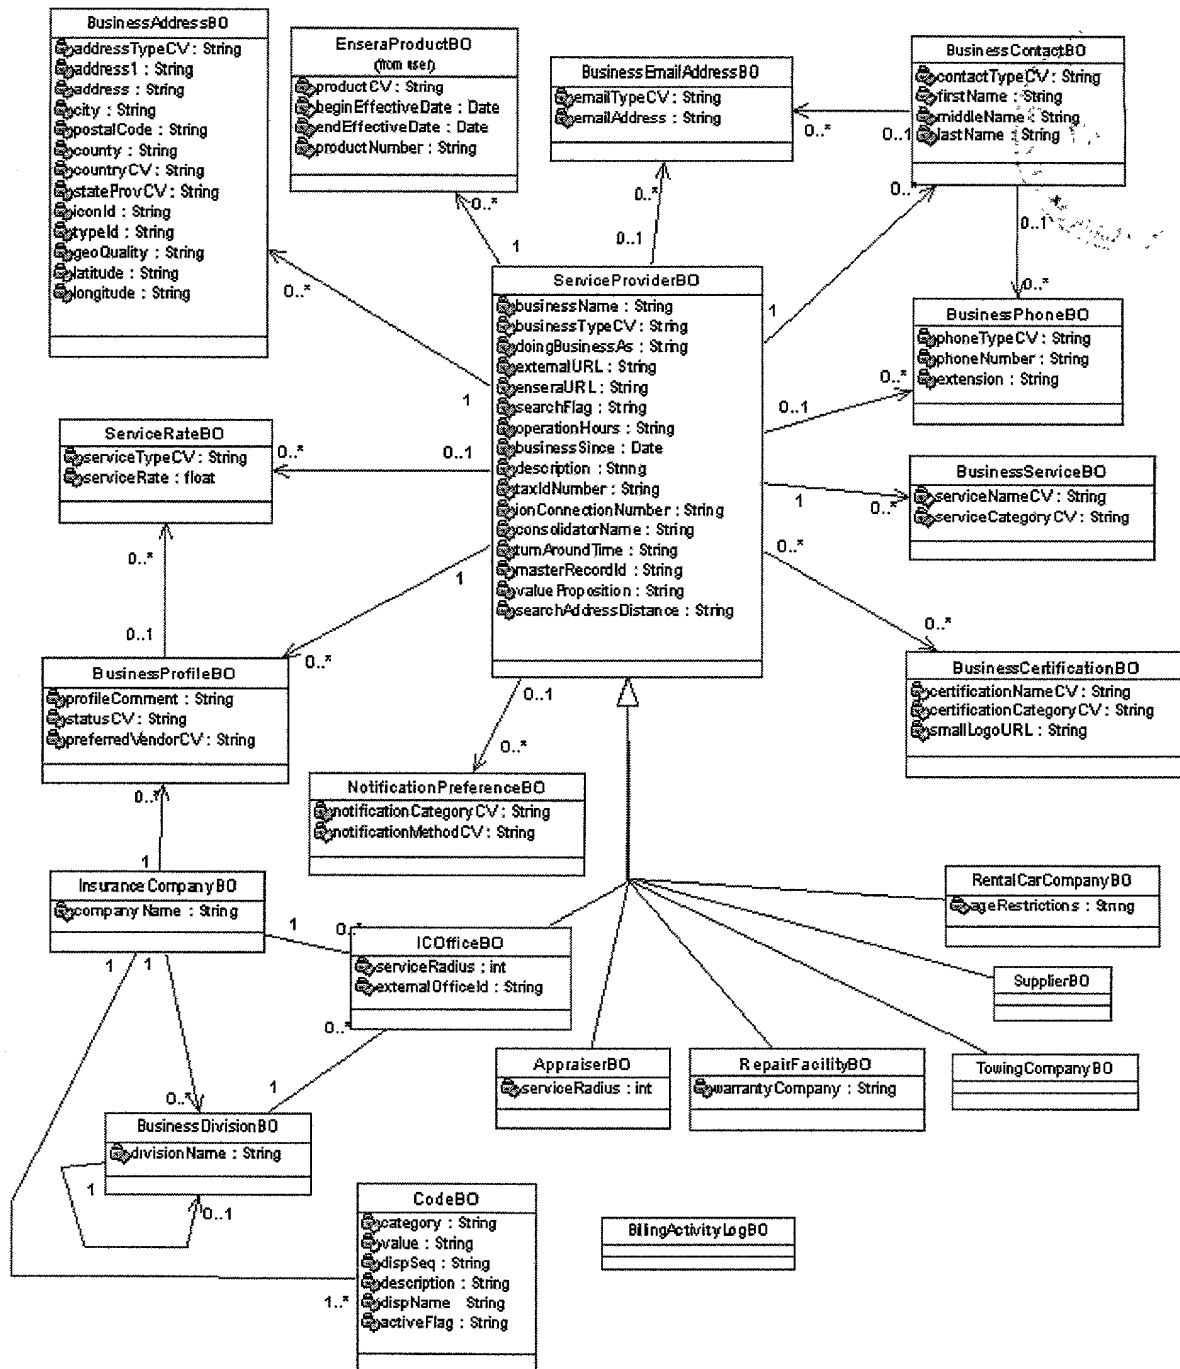 BusinessAddressBO
addressTypeCV : String
address1 : String
address : String
city : String
postalCode : String
county : String
countryCV : String
stateProvCV : String
iconId : String
typeId : String
geoQuality : String
latitude : String
longitude : String
EnseraProductBO
(from user)
productCV : String
beginEffectiveDate : Date
endEffectiveDate : Date
productNumber : String
BusinessEmailAddressBO
emailTypeCV : String
emailAddress : String
BusinessContactBO
contactTypeCV : String
firstName : String
middleName : String
lastName : String
0..*
0..1
0..*
0..*
0..*
0..1
0..1
1
0..*
1
0..*
1
ServiceProviderBO
businessName : String
businessTypeCV : String
doingBusinessAs : String
externalURL : String
enseraURL : String
searchFlag : String
operationHours : String
businessSince : Date
description : String
taxIdNumber : String
ionConnectionNumber : String
consolidatorName : String
turnAroundTime : String
masterRecordId : String
valueProposition : String
searchAddressDistance : String
BusinessPhoneBO
phoneTypeCV : String
phoneNumber : String
extension : String
0..*
0..1
ServiceRateBO
serviceTypeCV : String
serviceRate : float
0..*
0..1
BusinessServiceBO
serviceNameCV : String
serviceCategoryCV : String
1
0..*
0..*
0..*
BusinessCertificationBO
certificationNameCV : String
certificationCategoryCV : String
smallLogoURL : String
0..*
0..1
1
0..*
BusinessProfileBO
profileComment : String
statusCV : String
preferredVendorCV : String
0..1
0..*
NotificationPreferenceBO
notificationCategoryCV : String
notificationMethodCV : String
0..*
1
InsuranceCompanyBO
companyName : String
1
0..*
1
1
ICOfficeBO
serviceRadius : int
externalOfficeId : String
0..*
1
RentalCarCompanyBO
ageRestrictions : String
SupplierBO
TowingCompanyBO
AppraiserBO
serviceRadius : int
RepairFacilityBO
warrantyCompany : String
0..*
BusinessDivisionBO
divisionName : String
1
0..1
CodeBO
category : String
value : String
dispSeq : String
description : String
dispName String
activeFlag : String
1..*
BillingActivityLogBO